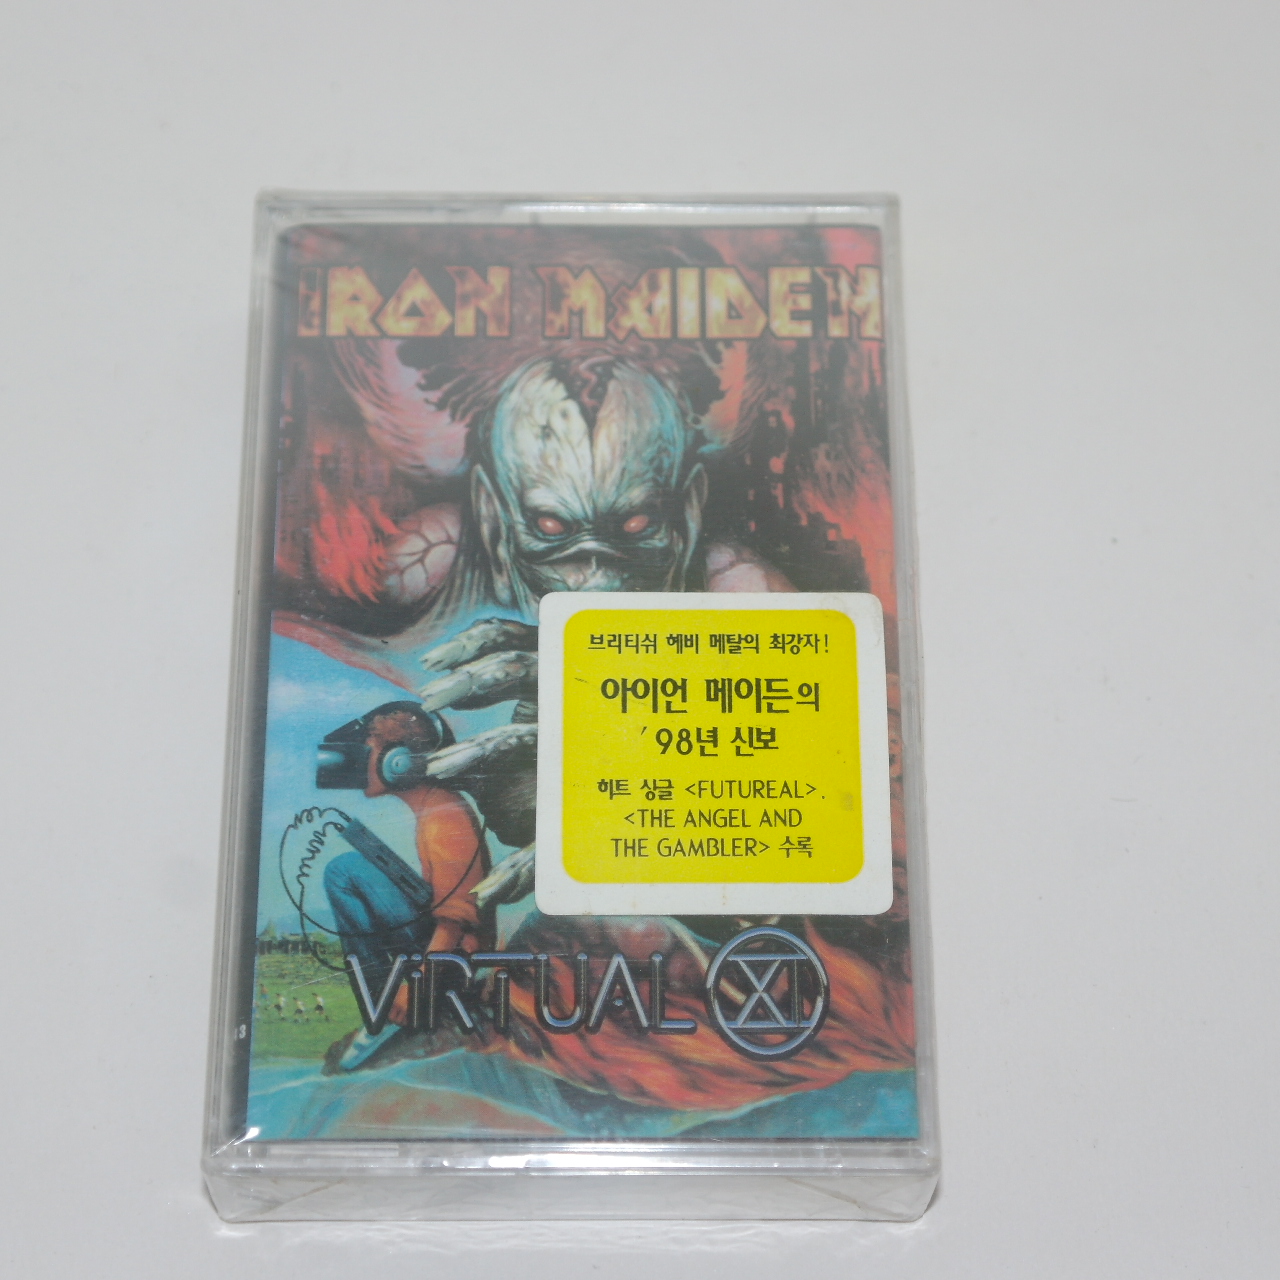 IRON MAIDEN
브리티쉬 헤비 메탈의 최강자!
아이언 메이든의
'98년 신보
히트 싱글 <FUTUREAL>.
<THE ANGEL AND
THE GAMBLER> 수록
ViRTUAL XI